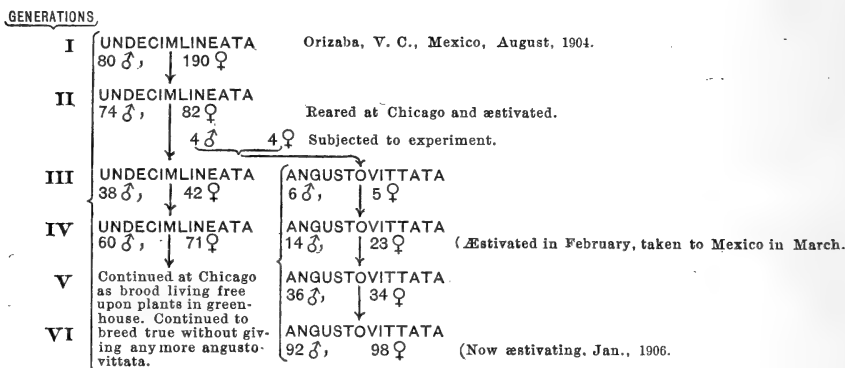 GENERATIONS
I UNDECIMLINEATA Orizaba, V. C., Mexico, August, 1904.
80 ♂, 190 ♀
II UNDECIMLINEATA
74 ♂, 82 ♀ Reared at Chicago and æstivated.
4 ♂ 4 ♀ Subjected to experiment.
III UNDECIMLINEATA ANGUSTOVITTATA
38 ♂, 42 ♀ 6 ♂, 5 ♀
IV UNDECIMLINEATA ANGUSTOVITTATA
60 ♂, 71 ♀ 14 ♂, 23 ♀ (Æstivated in February, taken to Mexico in March.
V Continued at Chicago ANGUSTOVITTATA
as brood living free 36 ♂, 34 ♀
upon plants in green-
house. Continued to
VI breed true without giv- ANGUSTOVITTATA
ing any more angusto- 92 ♂, 98 ♀ (Now æstivating, Jan., 1906.
vittata.